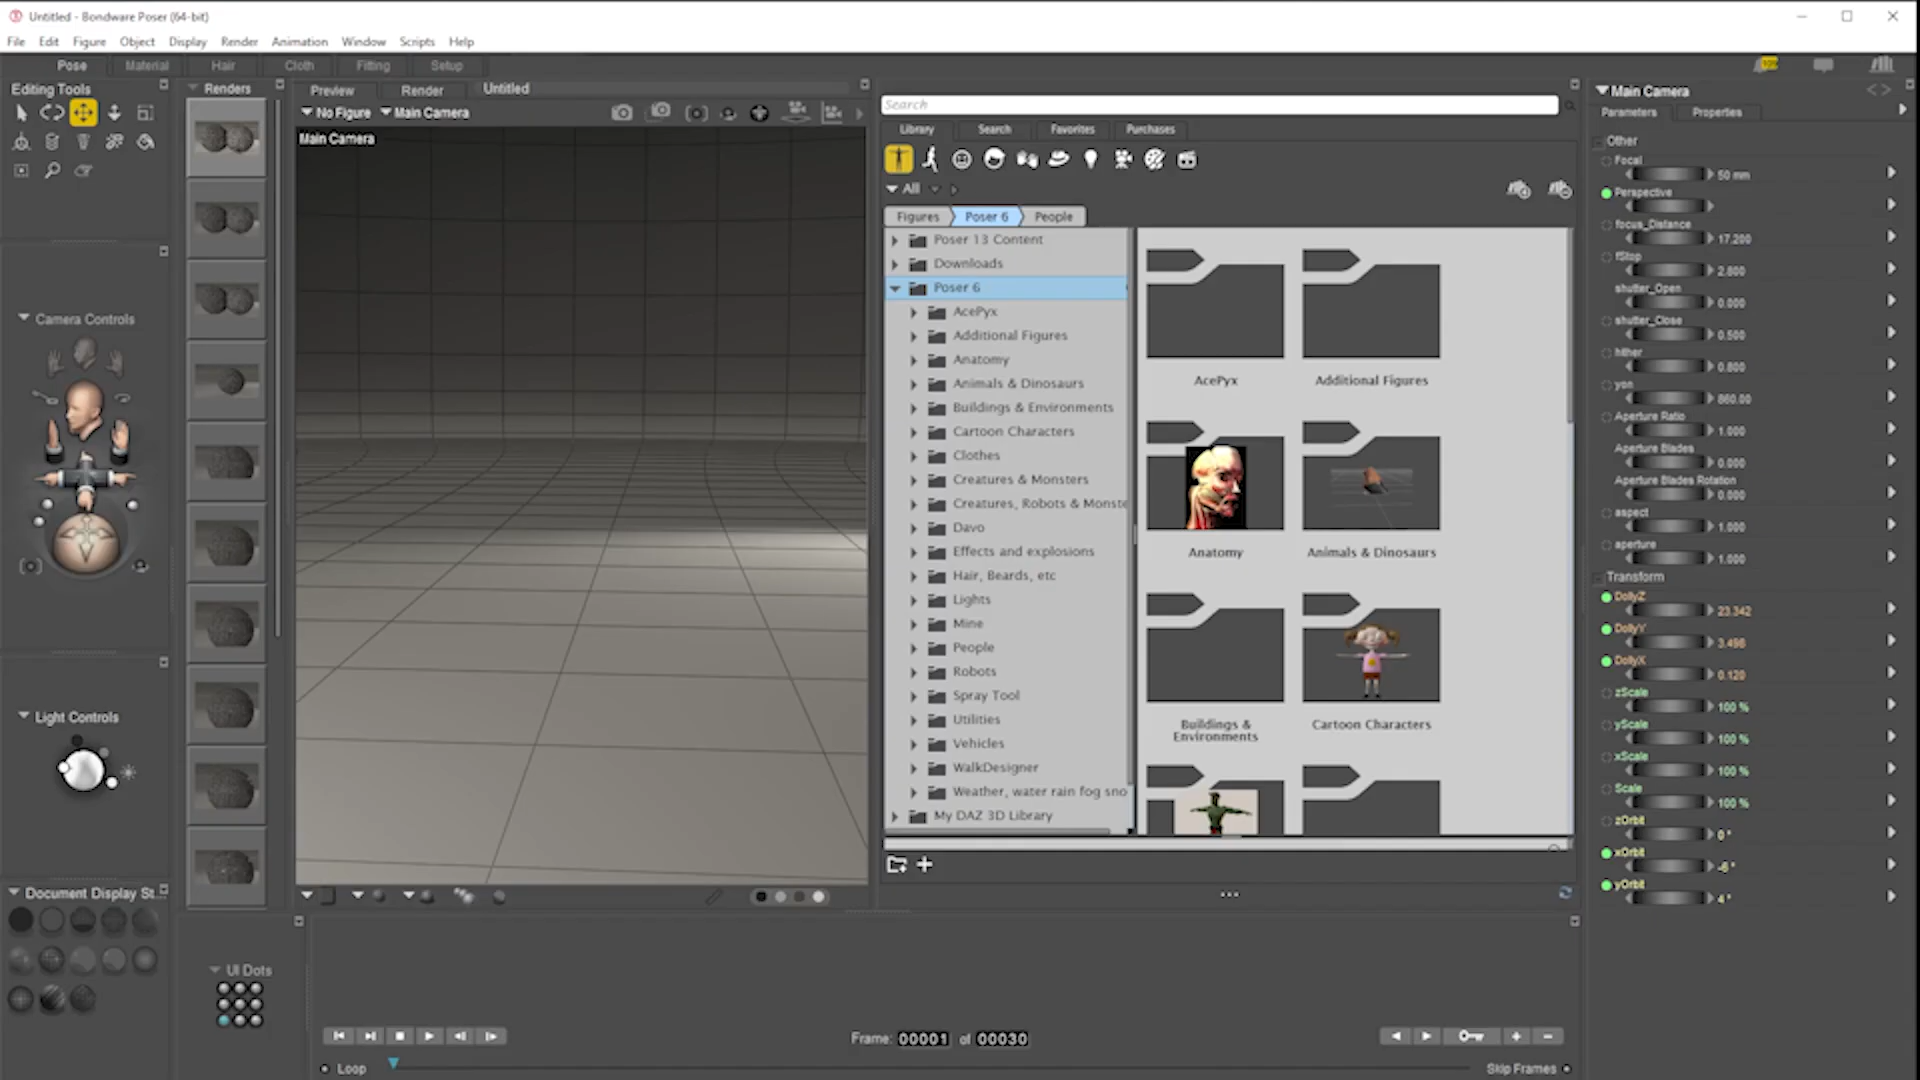 Untitled - Bondware Poser (64-bit)
File Edit Figure Object Display Render Animation Window Scripts Help
Pose Material Hair Cloth Fitting Setup
109
Editing Tools
Renders
Preview Render Untitled
No Figure Main Camera
Main Camera
Camera Controls
Light Controls
Document Display St...
UI Dots
Search
Library Search Favorites Purchases
All
Figures Poser 6 People
Poser 13 Content
Downloads
Poser 6
AcePyx
Additional Figures
Anatomy
Animals & Dinosaurs
Buildings & Environments
Cartoon Characters
Clothes
Creatures & Monsters
Creatures, Robots & Monste
Davo
Effects and explosions
Hair, Beards, etc
Lights
Mine
People
Robots
Spray Tool
Utilities
Vehicles
WalkDesigner
Weather, water rain fog sno
My DAZ 3D Library
AcePyx Additional Figures
Anatomy Animals & Dinosaurs
Buildings & Cartoon Characters
Environments
Main Camera
Parameters Properties
Other
Focal
50 mm
Perspective
focus_Distance
17.200
fStop
2.800
shutter_Open
0.000
shutter_Close
0.500
hither
0.800
yon
860.00
Aperture Ratio
1.000
Aperture Blades
0.000
Aperture Blades Rotation
0.000
aspect
1.000
aperture
1.000
Transform
DollyZ
23.342
DollyY
3.498
DollyX
0.120
zScale
100 %
yScale
100 %
xScale
100 %
Scale
100 %
zOrbit
0 °
xOrbit
-6 °
yOrbit
4 °
Frame: 00001 of 00030
Loop
Skip Frames